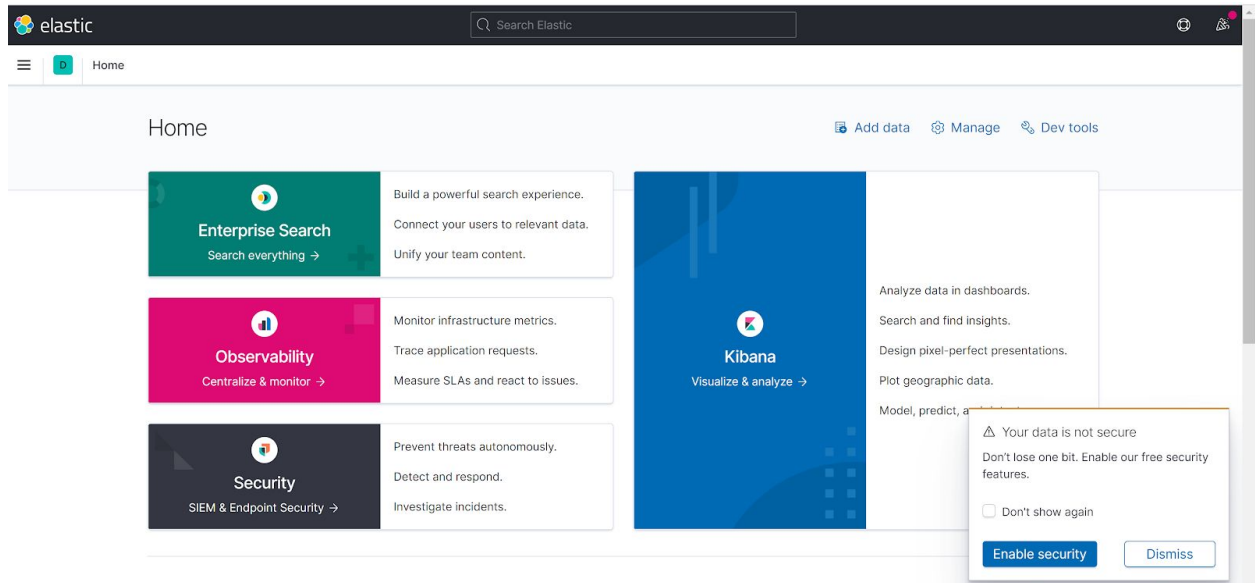 elastic
Search Elastic
D
Home
Home
Add data
Manage
Dev tools
Enterprise Search
Search everything →
Build a powerful search experience.
Connect your users to relevant data.
Unify your team content.
Observability
Centralize & monitor →
Monitor infrastructure metrics.
Trace application requests.
Measure SLAs and react to issues.
Security
SIEM & Endpoint Security →
Prevent threats autonomously.
Detect and respond.
Investigate incidents.
Kibana
Visualize & analyze →
Analyze data in dashboards.
Search and find insights.
Design pixel-perfect presentations.
Plot geographic data.
Model, predict,
Your data is not secure
Don't lose one bit. Enable our free security
features.
Don't show again
Enable security
Dismiss